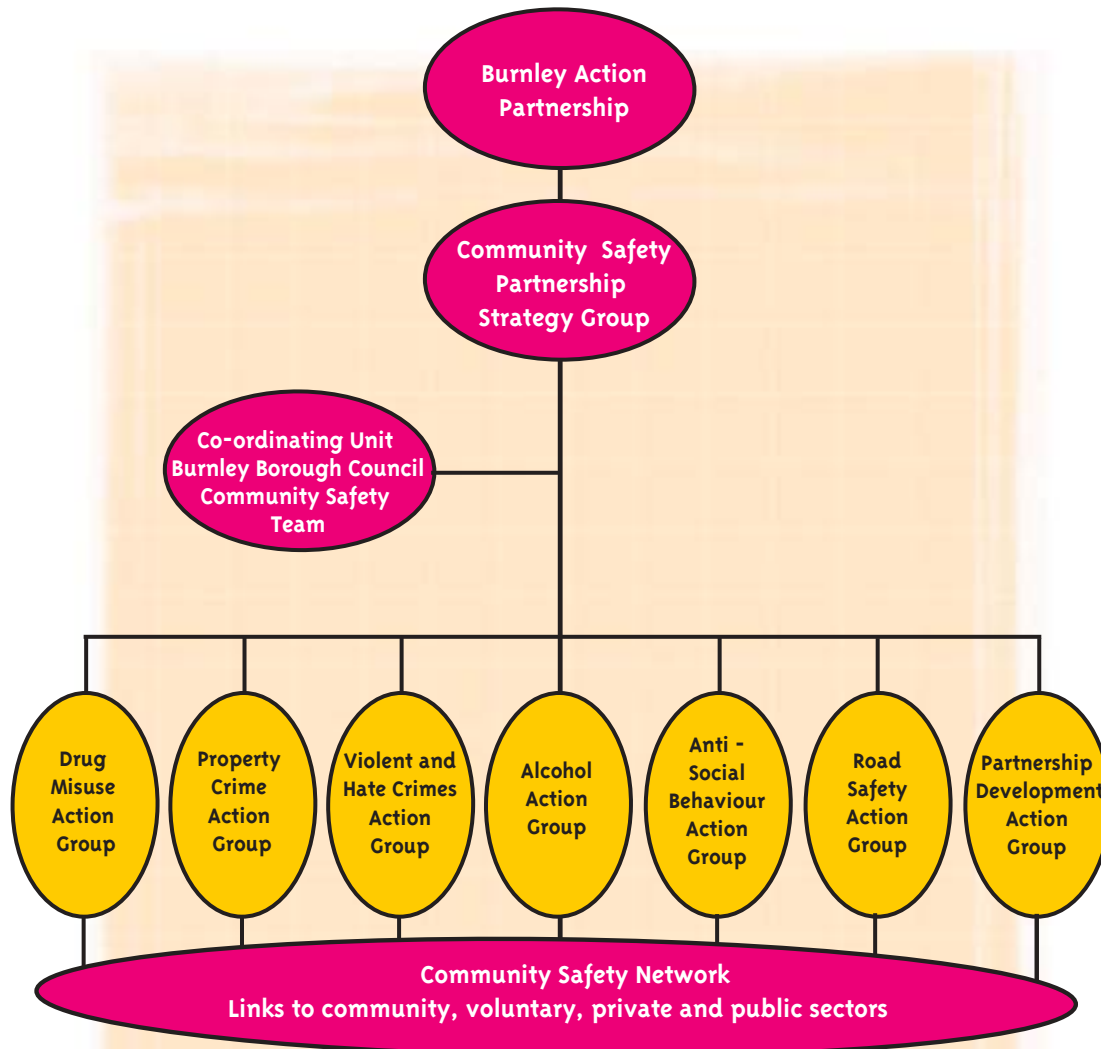 Burnley Action
Partnership
Community Safety
Partnership
Strategy Group
Co-ordinating Unit
Burnley Borough Council
Community Safety
Team
Drug
Misuse
Action
Group
Property
Crime
Action
Group
Violent and
Hate Crimes
Action
Group
Alcohol
Action
Group
Anti -
Social
Behaviour
Action
Group
Road
Safety
Action
Group
Partnership
Development
Action
Group
Community Safety Network
Links to community, voluntary, private and public sectors